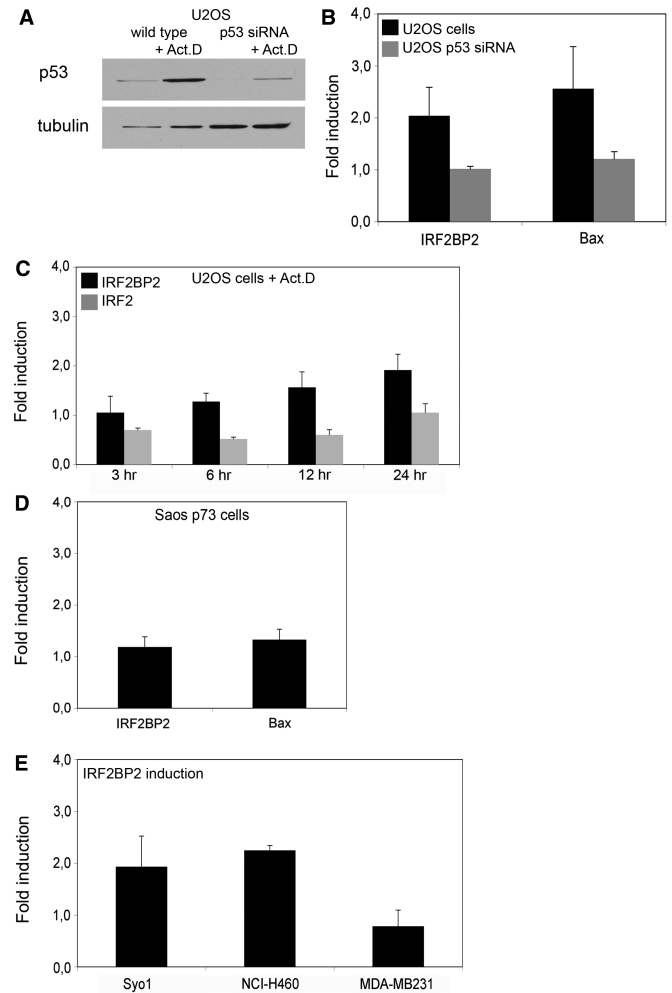 A
U2OS
wild type p53 siRNA
+ Act.D + Act.D
p53
tubulin
B
U2OS cells
U2OS p53 siRNA
Fold induction
4,0
3,0
2,0
1,0
0,0
IRF2BP2 Bax
C
U2OS cells + Act.D
IRF2BP2
IRF2
Fold induction
4,0
3,0
2,0
1,0
0,0
3 hr 6 hr 12 hr 24 hr
D
Saos p73 cells
Fold induction
4,0
3,0
2,0
1,0
0,0
IRF2BP2 Bax
E
IRF2BP2 induction
Fold induction
4,0
3,0
2,0
1,0
0,0
Syo1 NCI-H460 MDA-MB231